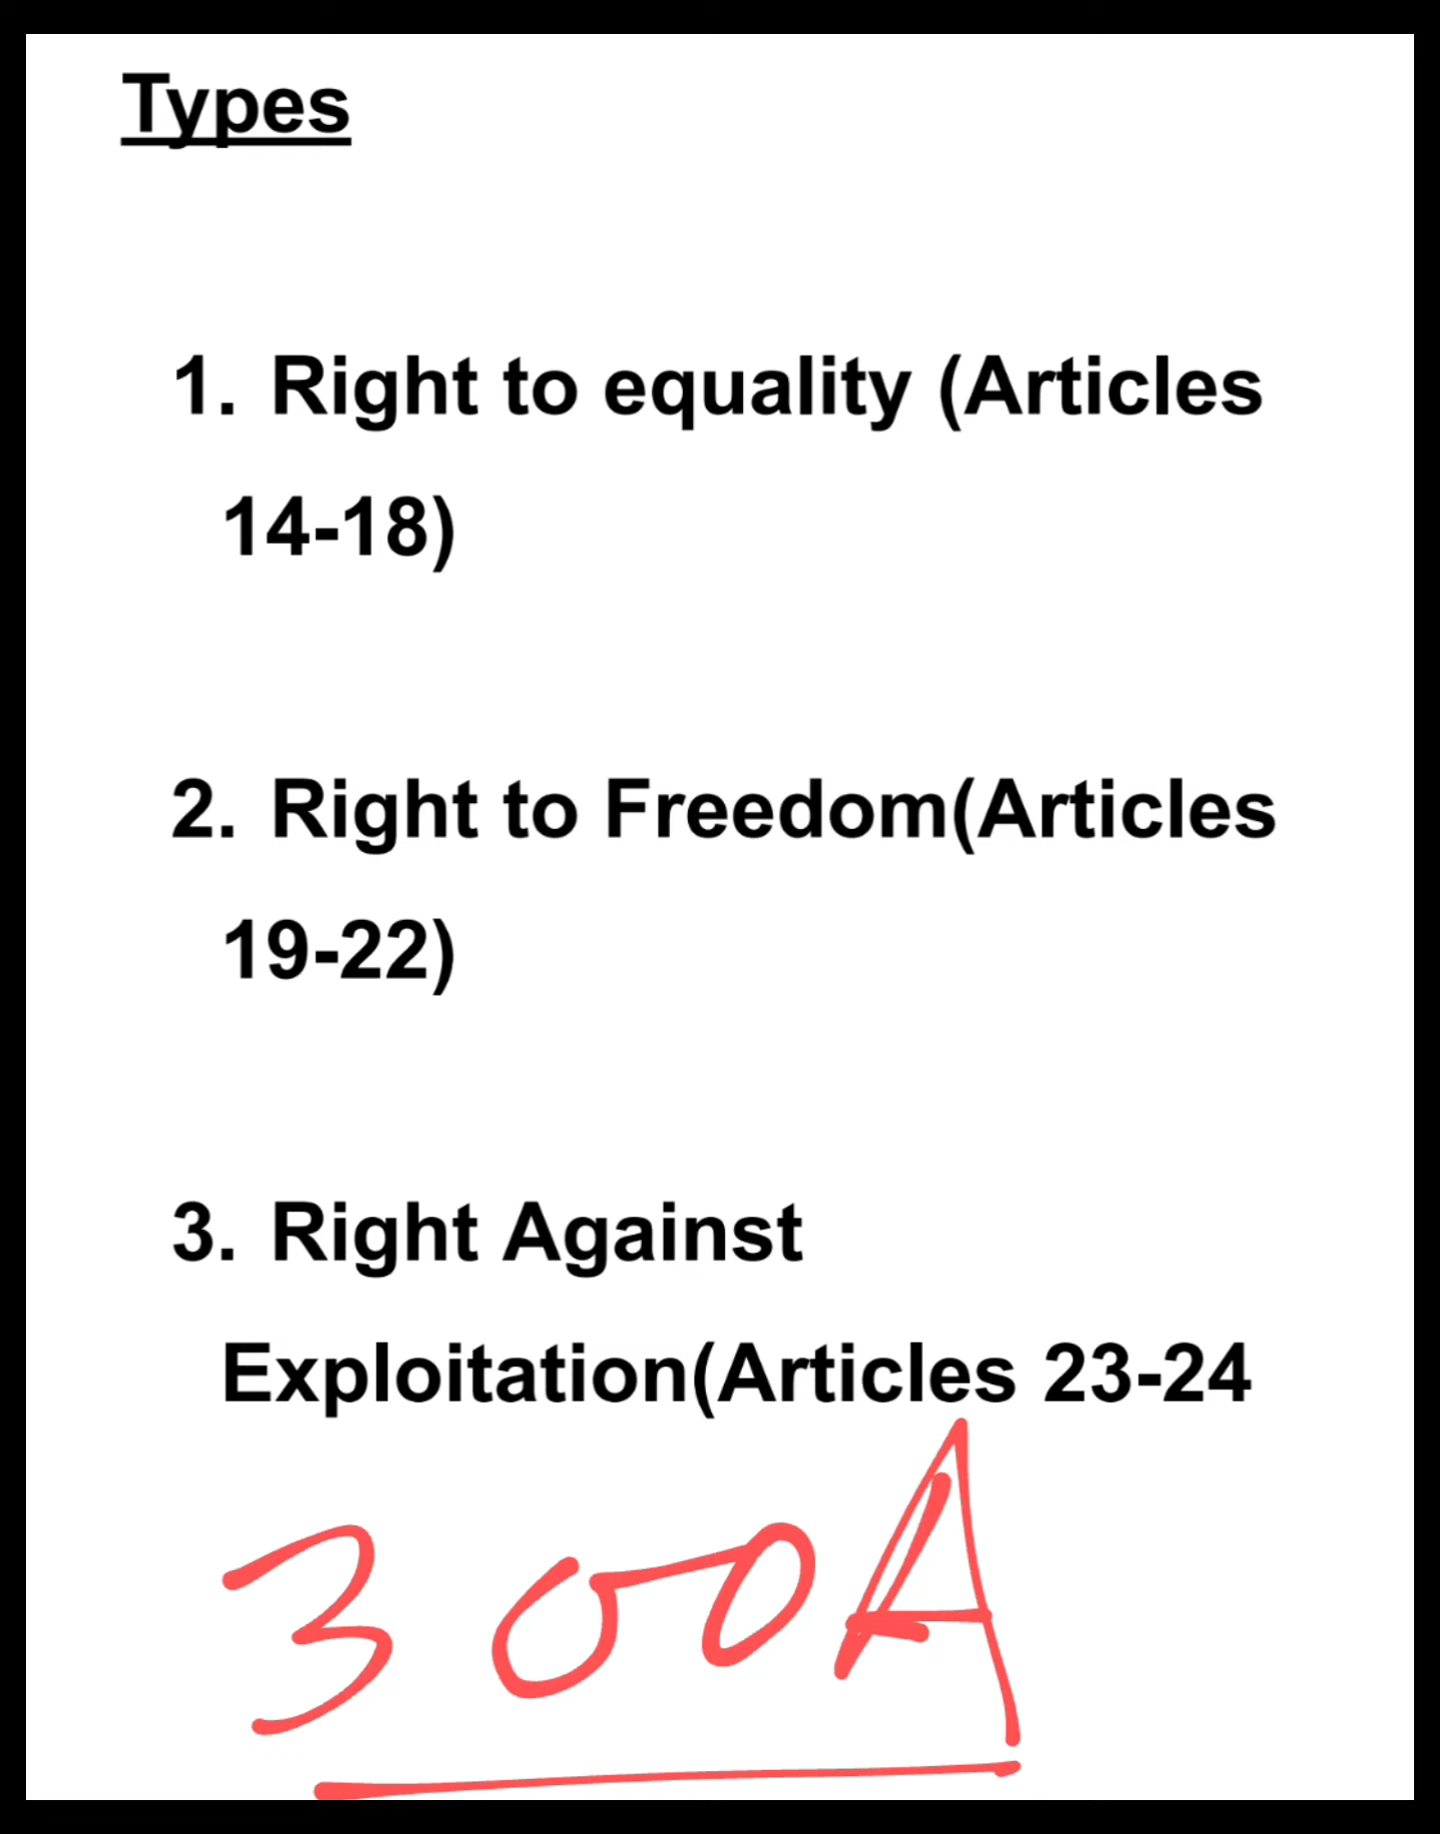 Types
1. Right to equality (Articles
14-18)
2. Right to Freedom(Articles
19-22)
3. Right Against
Exploitation(Articles 23-24
300A